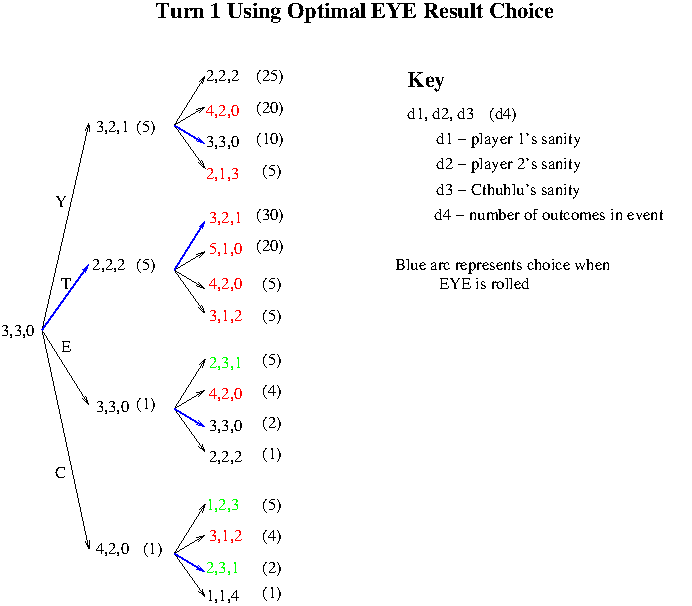 Turn 1 Using Optimal EYE Result Choice
2,2,2 (25)
Key
4,2,0 (20)
d1, d2, d3 (d4)
3,2,1 (5)
3,3,0 (10)
d1 – player 1's sanity
d2 – player 2's sanity
2,1,3 (5)
d3 – Cthuhlu's sanity
Y
3,2,1 (30)
d4 – number of outcomes in event
5,1,0 (20)
2,2,2 (5)
Blue arc represents choice when
T
4,2,0 (5)
EYE is rolled
3,1,2 (5)
3,3,0
E
2,3,1 (5)
4,2,0 (4)
3,3,0 (1)
3,3,0 (2)
2,2,2 (1)
C
1,2,3 (5)
3,1,2 (4)
4,2,0 (1)
2,3,1 (2)
1,1,4 (1)